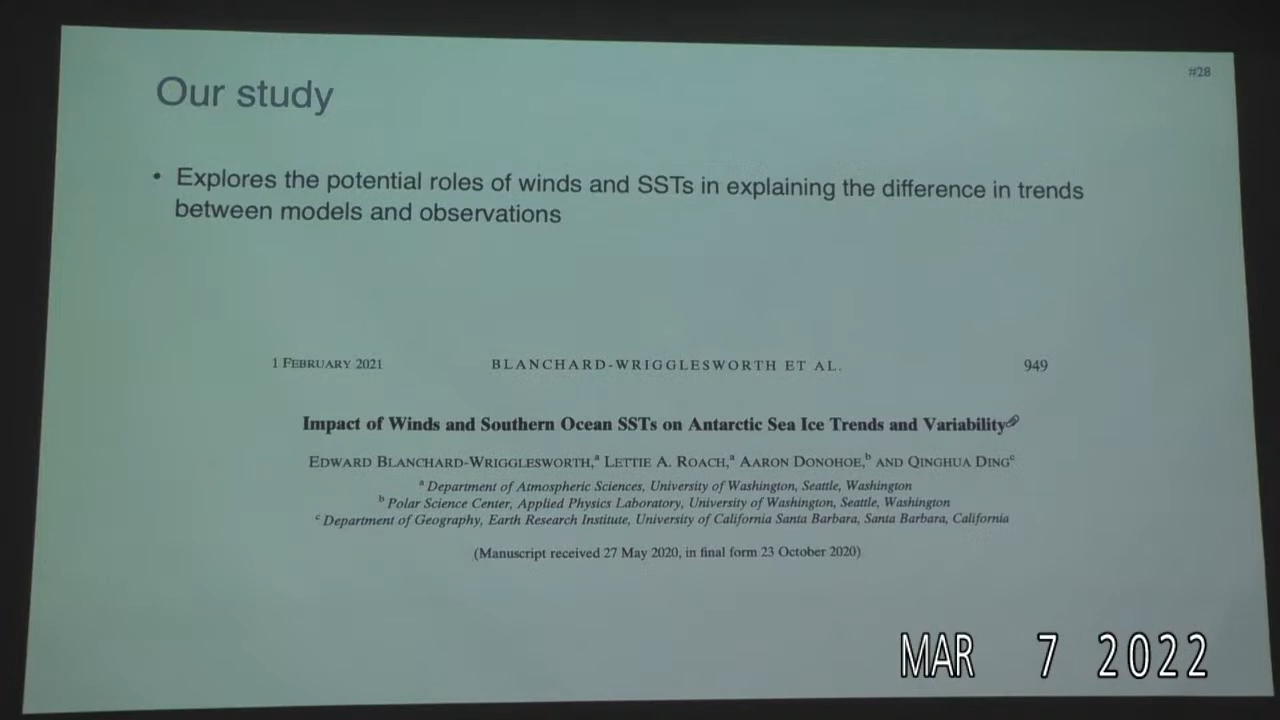 #28
Our study
• Explores the potential roles of winds and SSTs in explaining the difference in trends
between models and observations
1 FEBRUARY 2021 BLANCHARD-WRIGGLESWORTH ET AL. 949
Impact of Winds and Southern Ocean SSTs on Antarctic Sea Ice Trends and Variability
EDWARD BLANCHARD-WRIGGLESWORTH,ᵃ LETTIE A. ROACH,ᵃ AARON DONOHOE,ᵇ AND QINGHUA DINGᶜ
ᵃ Department of Atmospheric Sciences, University of Washington, Seattle, Washington
ᵇ Polar Science Center, Applied Physics Laboratory, University of Washington, Seattle, Washington
ᶜ Department of Geography, Earth Research Institute, University of California Santa Barbara, Santa Barbara, California
(Manuscript received 27 May 2020, in final form 23 October 2020)
MAR 7 2022